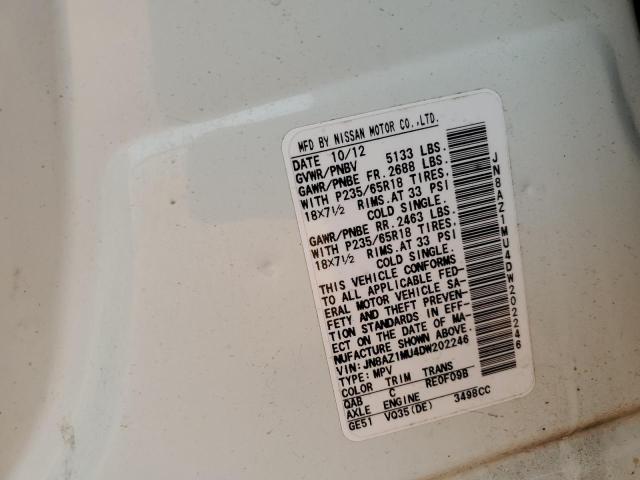 MFD BY NISSAN MOTOR CO.,LTD.
DATE 10/12
GVWR/PNBV 5133 LBS.
GAWR/PNBE FR. 2688 LBS.
WITH P235/65R18 TIRES,
18X7½ RIMS.AT 33 PSI
COLD SINGLE.
GAWR/PNBE RR. 2463 LBS.
WITH P235/65R18 TIRES,
18X7½ RIMS.AT 33 PSI
COLD SINGLE.
THIS VEHICLE CONFORMS
TO ALL APPLICABLE FED-
ERAL MOTOR VEHICLE SA-
FETY AND THEFT PREVEN-
TION STANDARDS IN EFF-
ECT ON THE DATE OF MA-
NUFACTURE SHOWN ABOVE.
VIN:JN8AZ1MU4DW202246
TYPE:MPV
COLOR TRIM TRANS
QAB C RE0F09B
AXLE ENGINE
GE51 VQ35(DE) 3498CC
JN8AZ1MU4DW202246